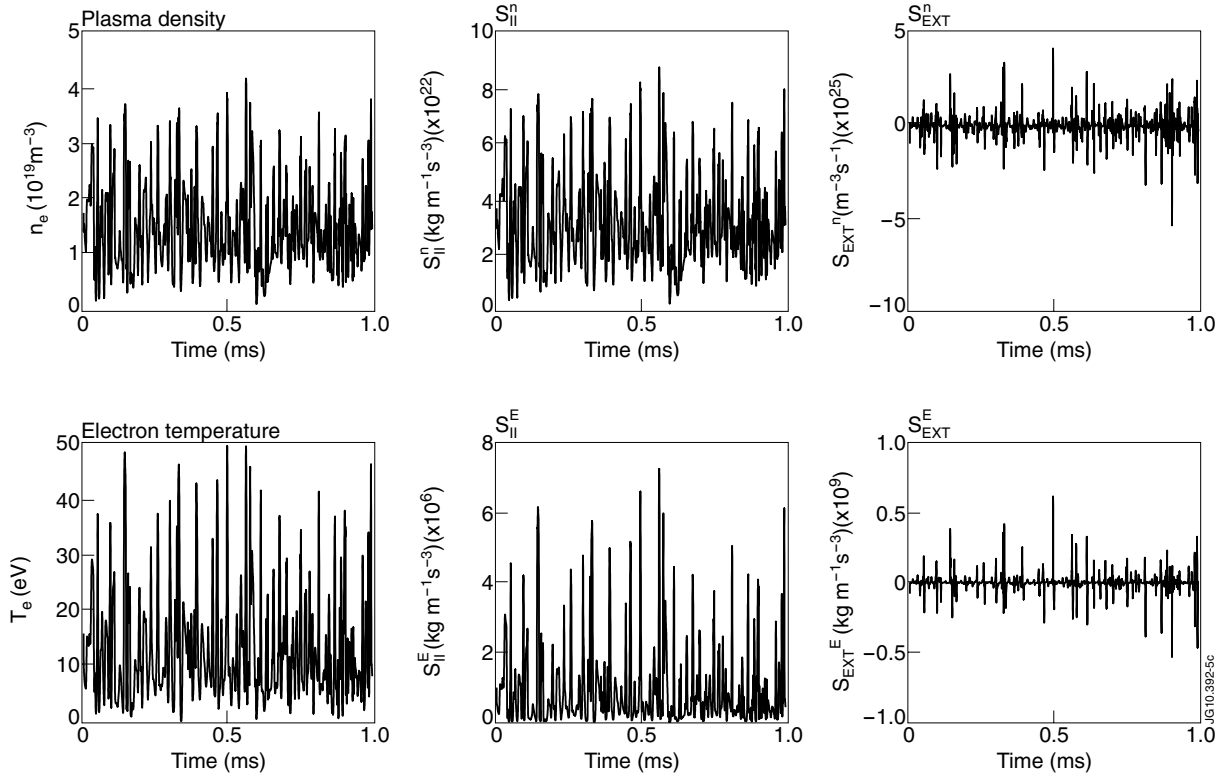 Plasma density
5
4
3
2
1
0
n_e (10^19 m^−3)
0
0.5
1.0
Time (ms)
S_II^n
10
8
6
4
2
0
S_II^n (kg m^−1 s^−3) (x10^22)
0
0.5
1.0
Time (ms)
S_EXT^n
5
0
−5
−10
S_EXT^n (m^−3 s^−1) (x10^25)
0
0.5
1.0
Time (ms)
Electron temperature
50
40
30
20
10
0
T_e (eV)
0
0.5
1.0
Time (ms)
S_II^E
8
6
4
2
0
S_II^E (kg m^−1 s^−3) (x10^6)
0
0.5
1.0
Time (ms)
S_EXT^E
1.0
0.5
0
−0.5
−1.0
S_EXT^E (kg m^−1 s^−3) (x10^9)
0
0.5
1.0
Time (ms)
JG10.392-5c